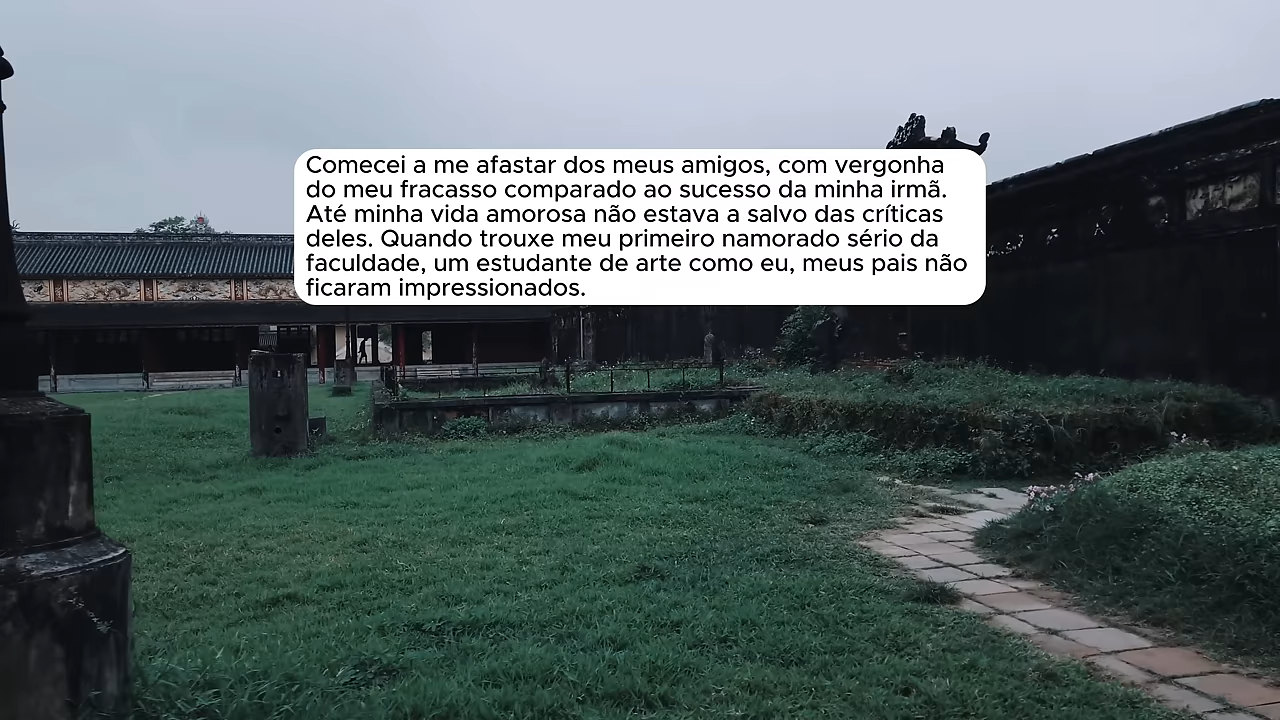 Comecei a me afastar dos meus amigos, com vergonha
do meu fracasso comparado ao sucesso da minha irmã.
Até minha vida amorosa não estava a salvo das críticas
deles. Quando trouxe meu primeiro namorado sério da
faculdade, um estudante de arte como eu, meus pais não
ficaram impressionados.